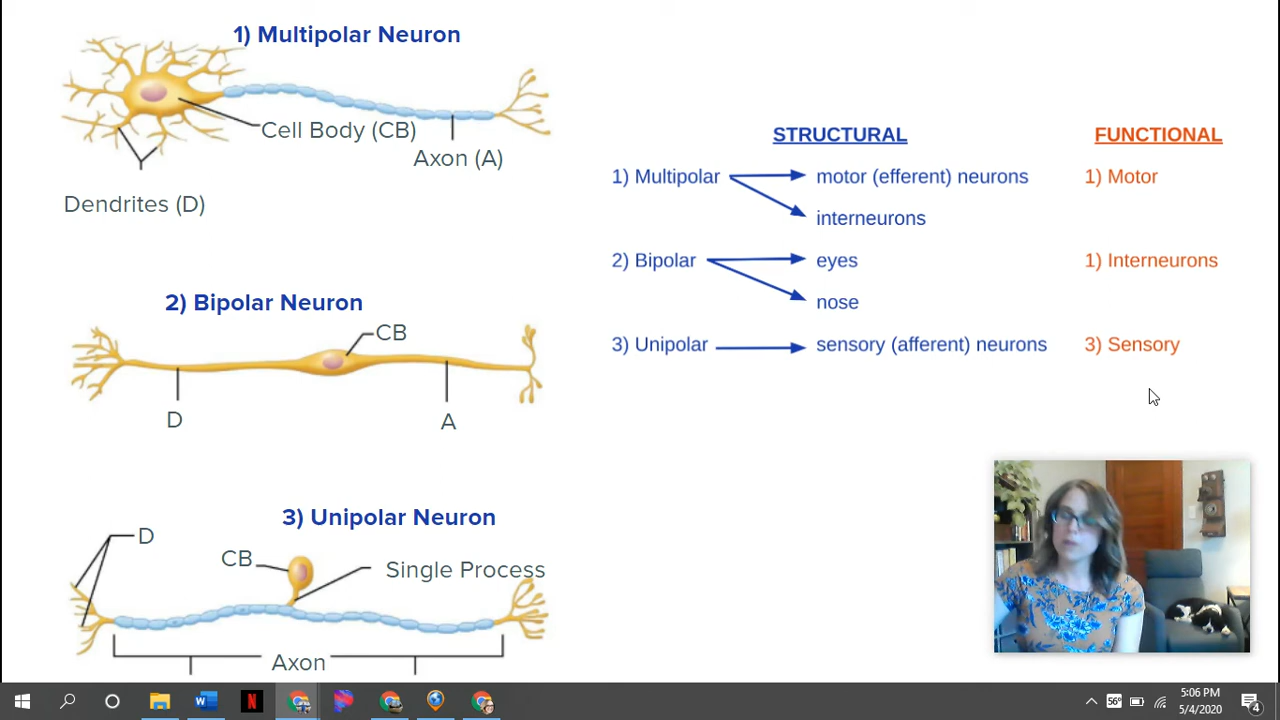 1) Multipolar Neuron
Cell Body (CB)
Axon (A)
Dendrites (D)
2) Bipolar Neuron
CB
D
A
3) Unipolar Neuron
D
CB
Single Process
Axon
STRUCTURAL
FUNCTIONAL
1) Multipolar
motor (efferent) neurons
1) Motor
interneurons
2) Bipolar
eyes
1) Interneurons
nose
3) Unipolar
sensory (afferent) neurons
3) Sensory
W
N
56°
5:06 PM
5/4/2020
4